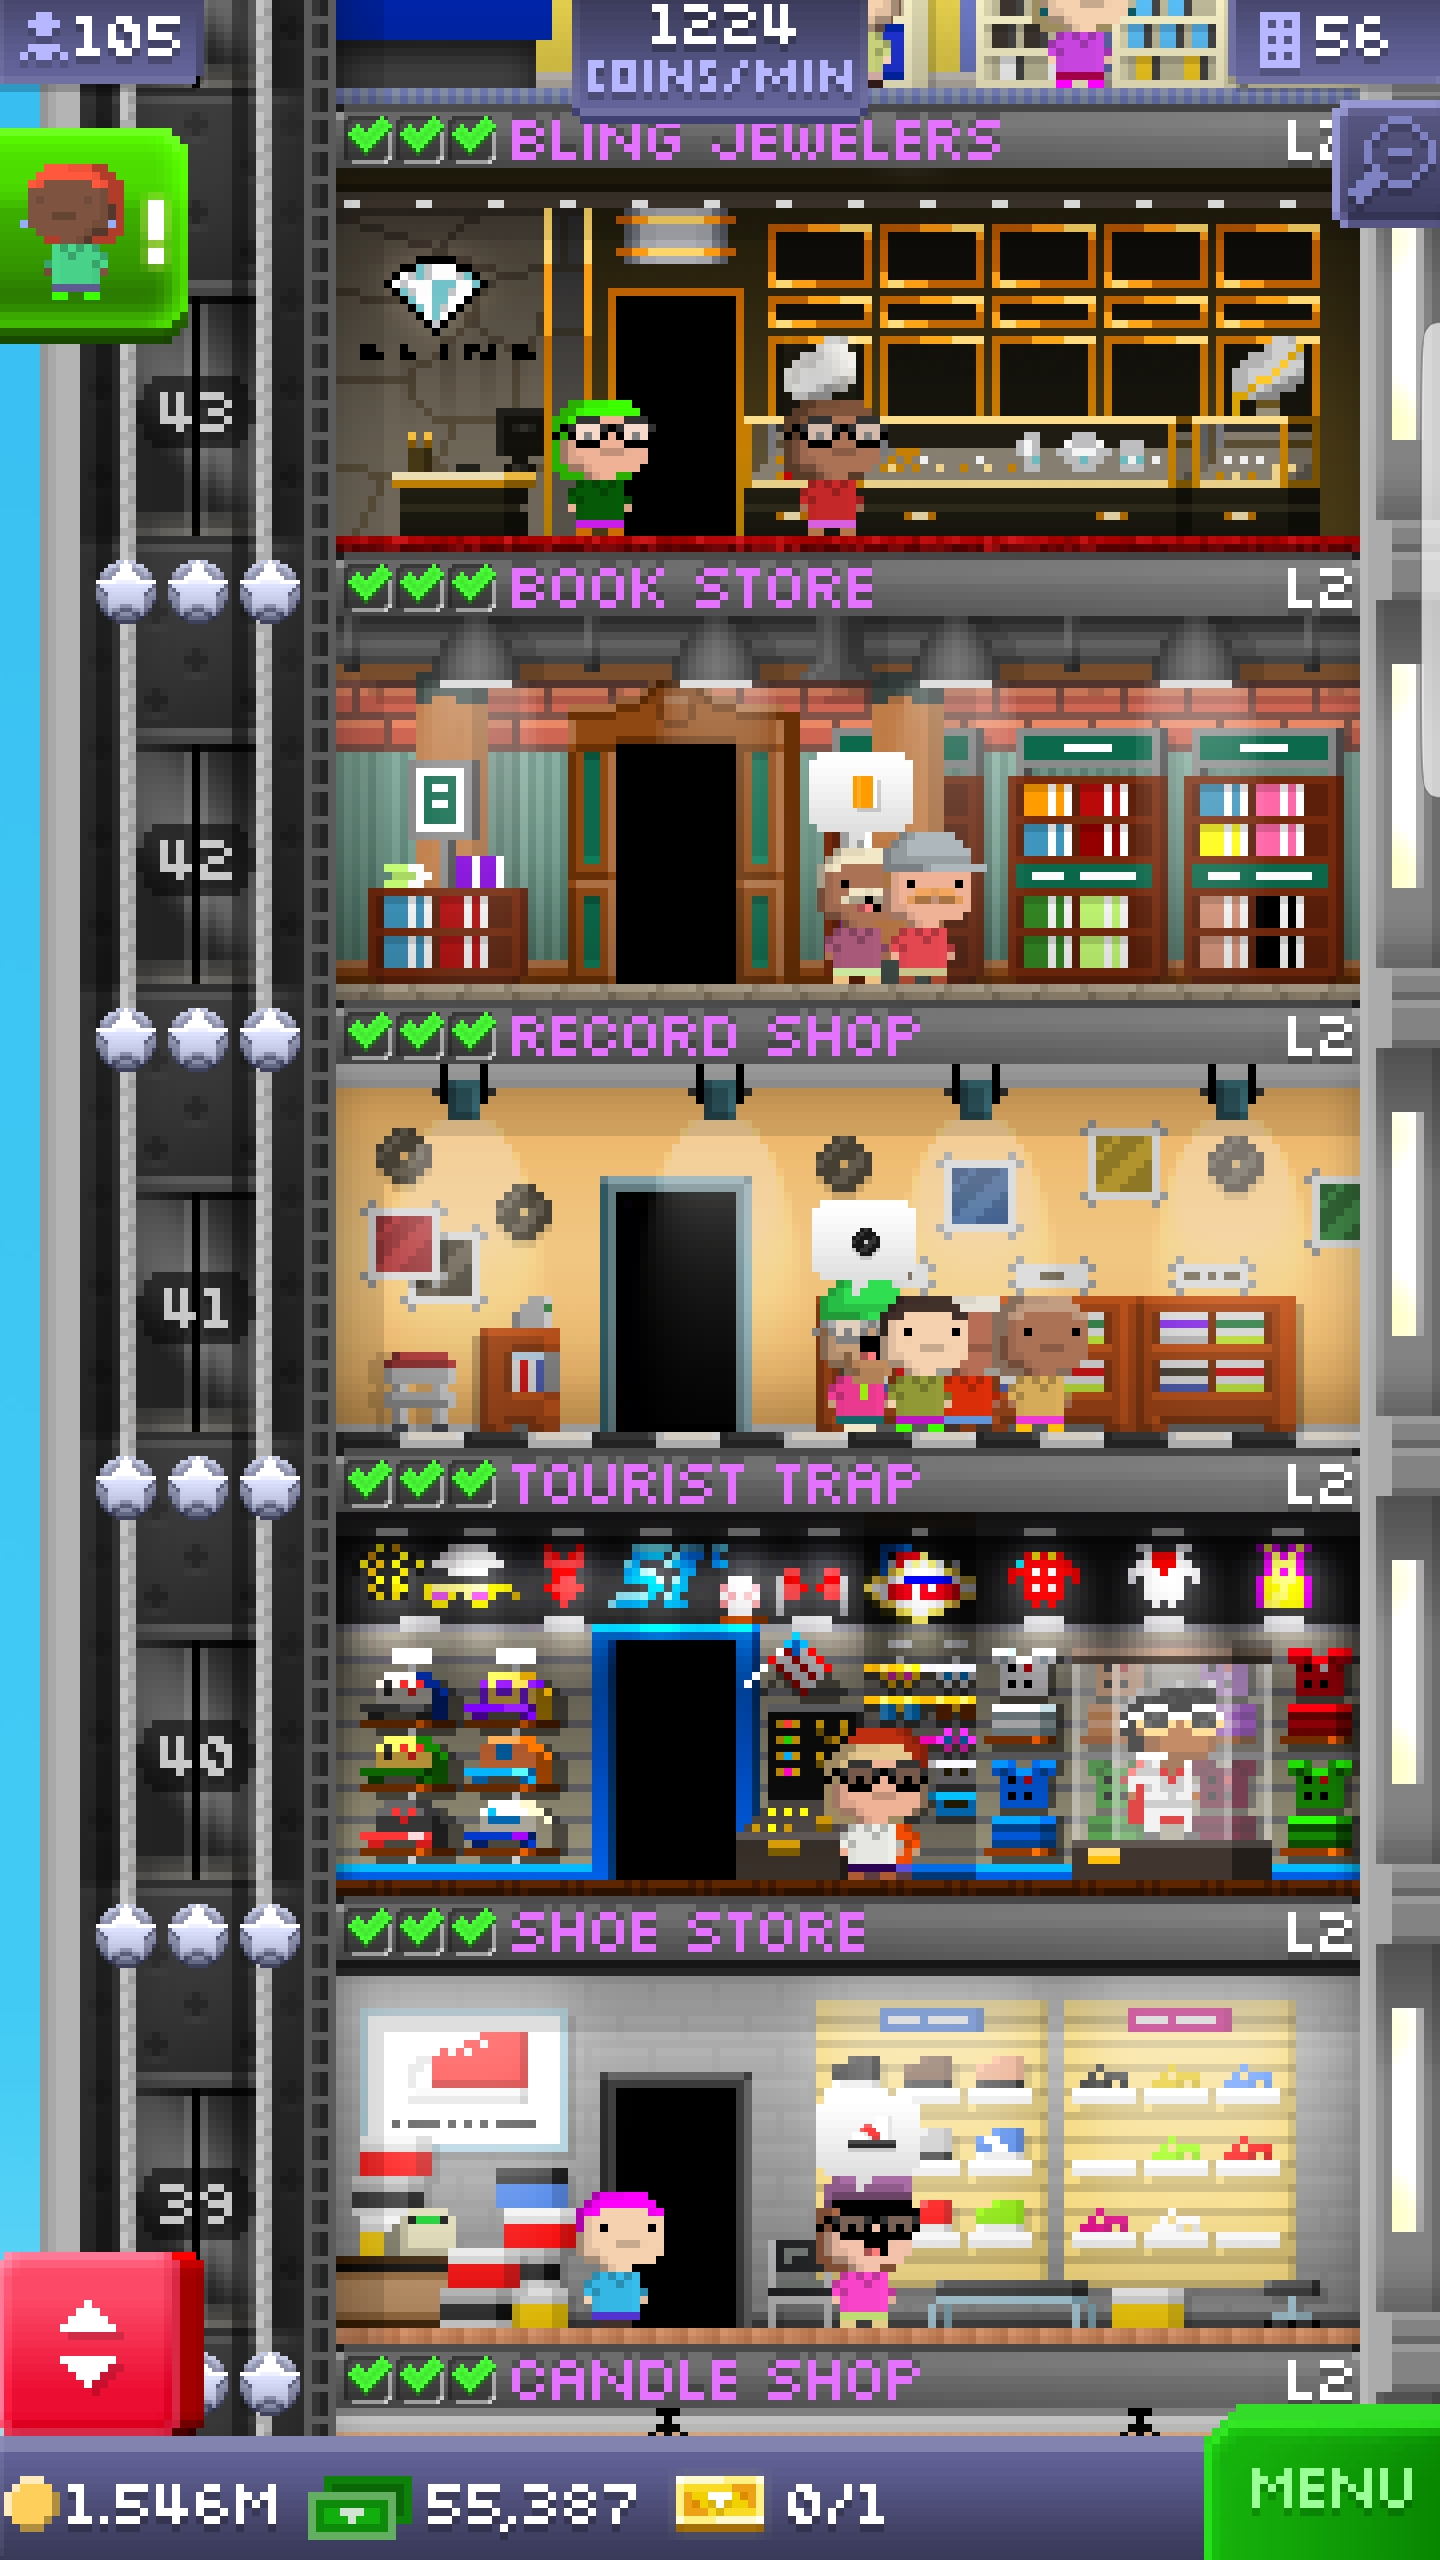 105
1224
COINS/MIN
56
BLING JEWELERS
BLING
43
BOOK STORE L2
42
RECORD SHOP L2
41
TOURIST TRAP L2
40
SHOE STORE L2
39
CANDLE SHOP L2
1.546M 55,387 0/1
MENU